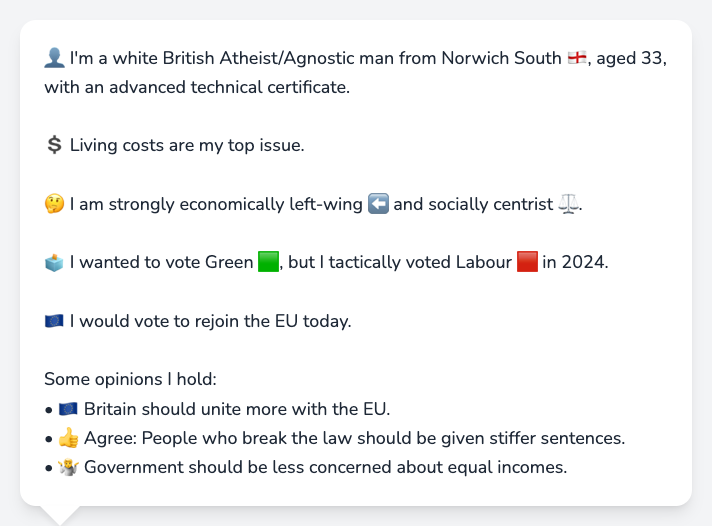 👤 I'm a white British Atheist/Agnostic man from Norwich South 🏴󠁧󠁢󠁥󠁮󠁧󠁿, aged 33,
with an advanced technical certificate.
💲 Living costs are my top issue.
🤔 I am strongly economically left-wing ⬅️ and socially centrist ⚖️.
🗳️ I wanted to vote Green 🟩, but I tactically voted Labour 🟥 in 2024.
🇪🇺 I would vote to rejoin the EU today.
Some opinions I hold:
• 🇪🇺 Britain should unite more with the EU.
• 👍 Agree: People who break the law should be given stiffer sentences.
• 🤷 Government should be less concerned about equal incomes.